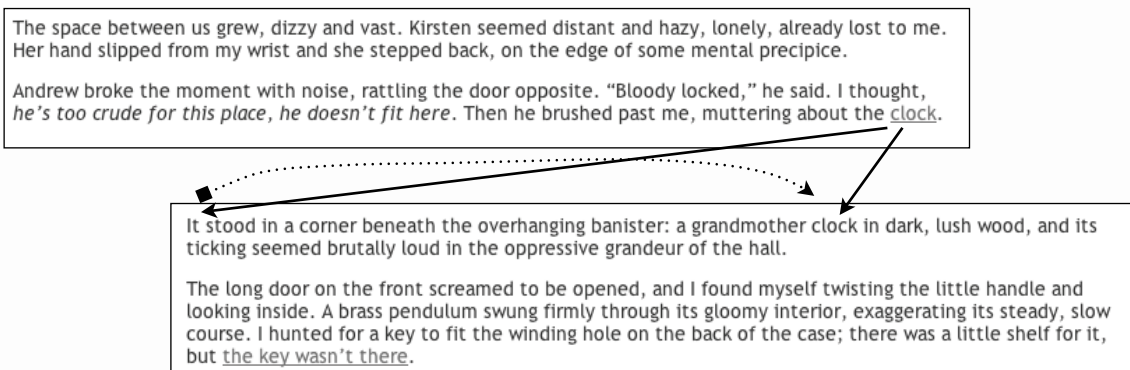 The space between us grew, dizzy and vast. Kirsten seemed distant and hazy, lonely, already lost to me.
Her hand slipped from my wrist and she stepped back, on the edge of some mental precipice.
Andrew broke the moment with noise, rattling the door opposite. “Bloody locked,” he said. I thought,
he’s too crude for this place, he doesn’t fit here. Then he brushed past me, muttering about the clock.
It stood in a corner beneath the overhanging banister: a grandmother clock in dark, lush wood, and its
ticking seemed brutally loud in the oppressive grandeur of the hall.
The long door on the front screamed to be opened, and I found myself twisting the little handle and
looking inside. A brass pendulum swung firmly through its gloomy interior, exaggerating its steady, slow
course. I hunted for a key to fit the winding hole on the back of the case; there was a little shelf for it,
but the key wasn’t there.